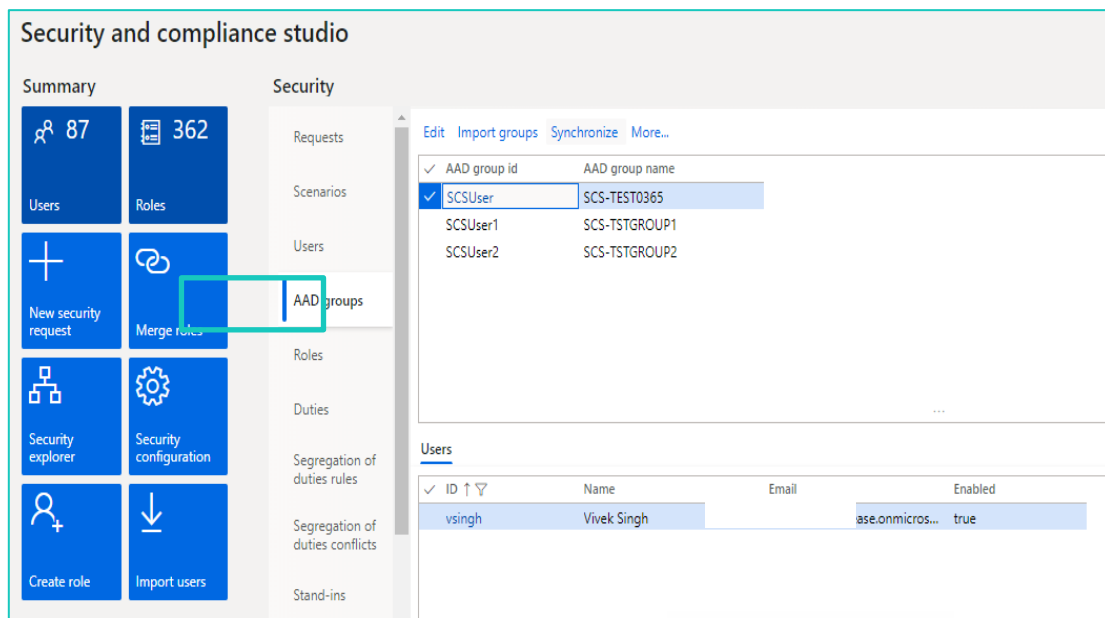 Security and compliance studio
Summary
Security
87
Users
362
Roles
New security
request
Merge roles
Security
explorer
Security
configuration
Create role
Import users
Requests
Scenarios
Users
AAD groups
Roles
Duties
Segregation of
duties rules
Segregation of
duties conflicts
Stand-ins
Edit Import groups Synchronize More...
AAD group id AAD group name
SCSUser SCS-TEST0365
SCSUser1 SCS-TSTGROUP1
SCSUser2 SCS-TSTGROUP2
...
Users
ID Name Email Enabled
vsingh Vivek Singh ase.onmicros... true